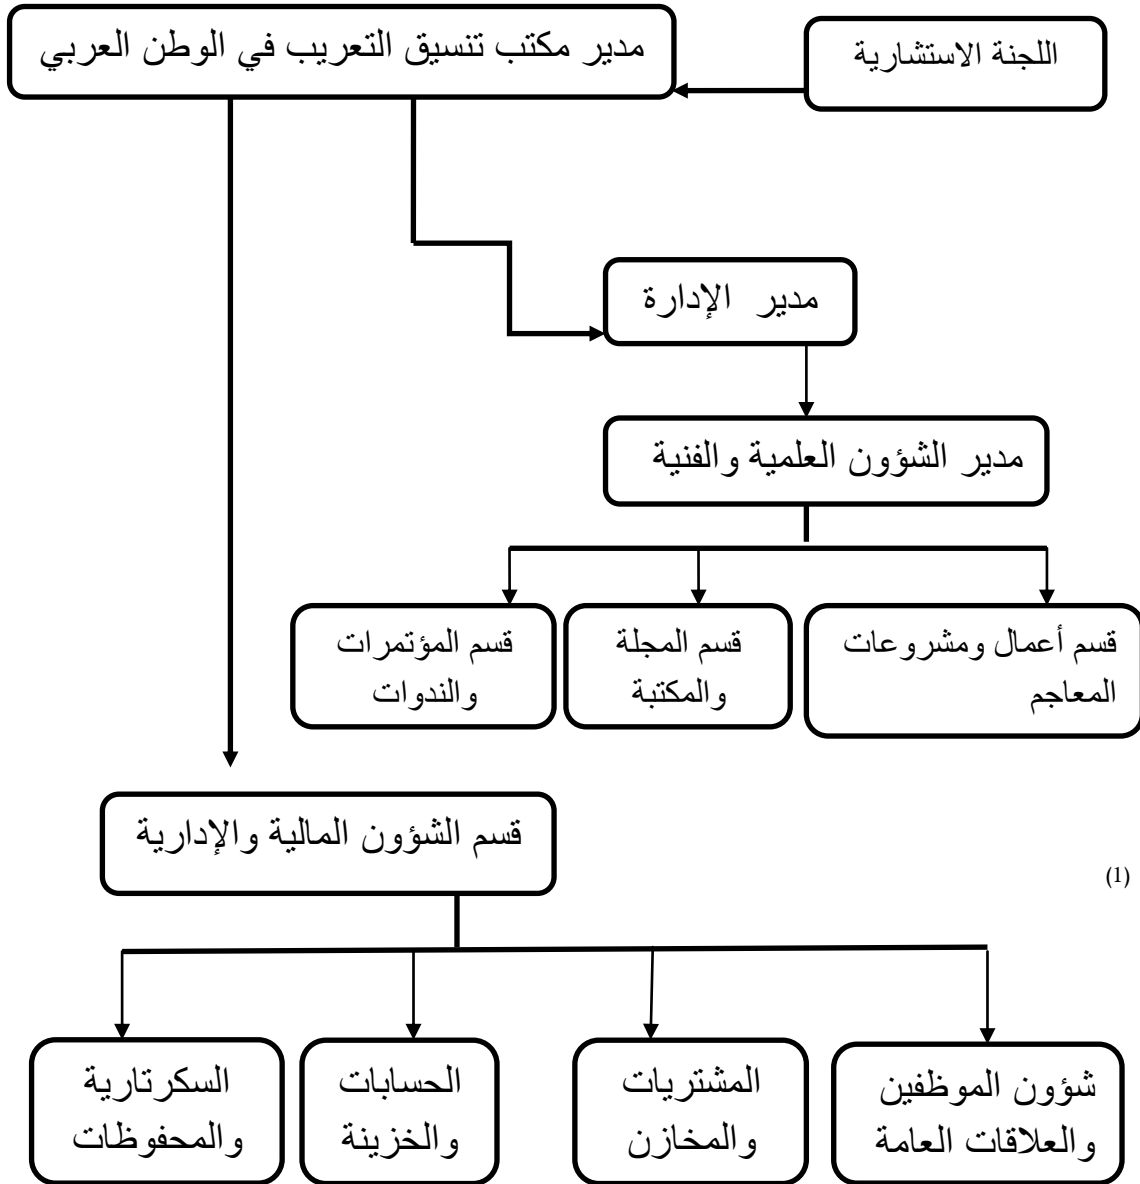 اللجنة الاستشارية
مدير مكتب تنسيق التعريب في الوطن العربي
مدير الإدارة
مدير الشؤون العلمية والفنية
قسم أعمال ومشروعات
المعاجم
قسم المجلة
والمكتبة
قسم المؤتمرات
والندوات
قسم الشؤون المالية والإدارية
(1)
شؤون الموظفين
والعلاقات العامة
المشتريات
والمخازن
الحسابات
والخزينة
السكرتارية
والمحفوظات